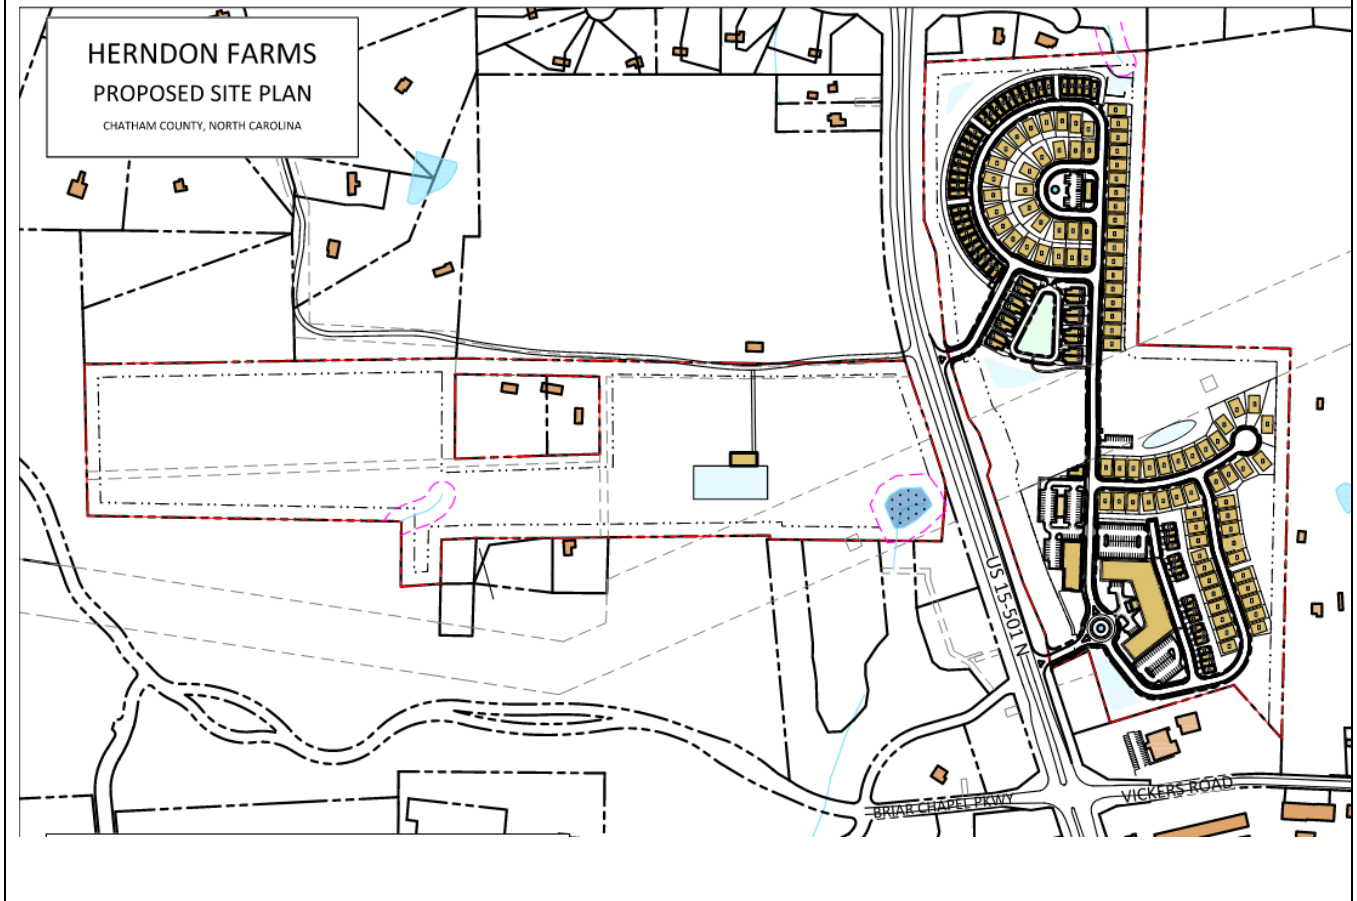 HERNDON FARMS
PROPOSED SITE PLAN
CHATHAM COUNTY, NORTH CAROLINA
US 15-501 N
BRIAR CHAPEL PKWY
VICKERS ROAD